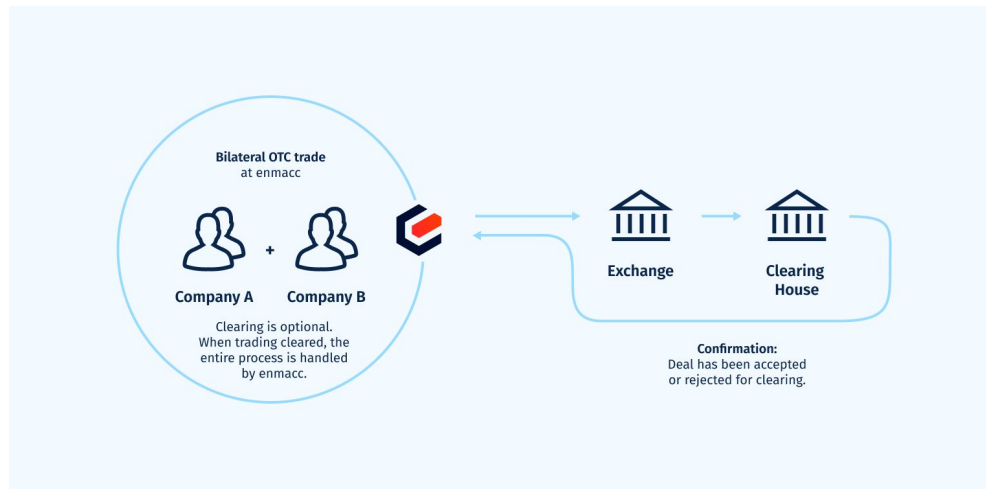 Bilateral OTC trade
at enmacc
+
Company A
Company B
Clearing is optional.
When trading cleared, the
entire process is handled
by enmacc.
Exchange
Clearing
House
Confirmation:
Deal has been accepted
or rejected for clearing.